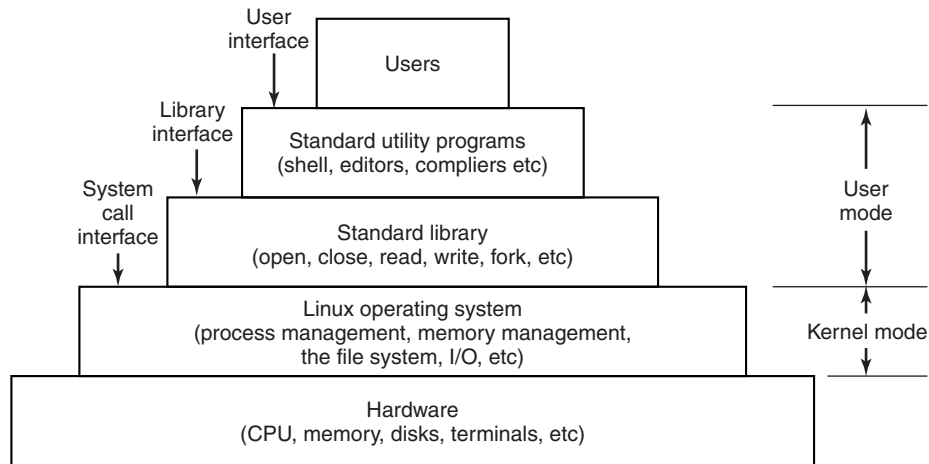 User
interface
Users
Library
interface
Standard utility programs
(shell, editors, compliers etc)
System
call
interface
User
mode
Standard library
(open, close, read, write, fork, etc)
Linux operating system
(process management, memory management,
the file system, I/O, etc)
Kernel mode
Hardware
(CPU, memory, disks, terminals, etc)